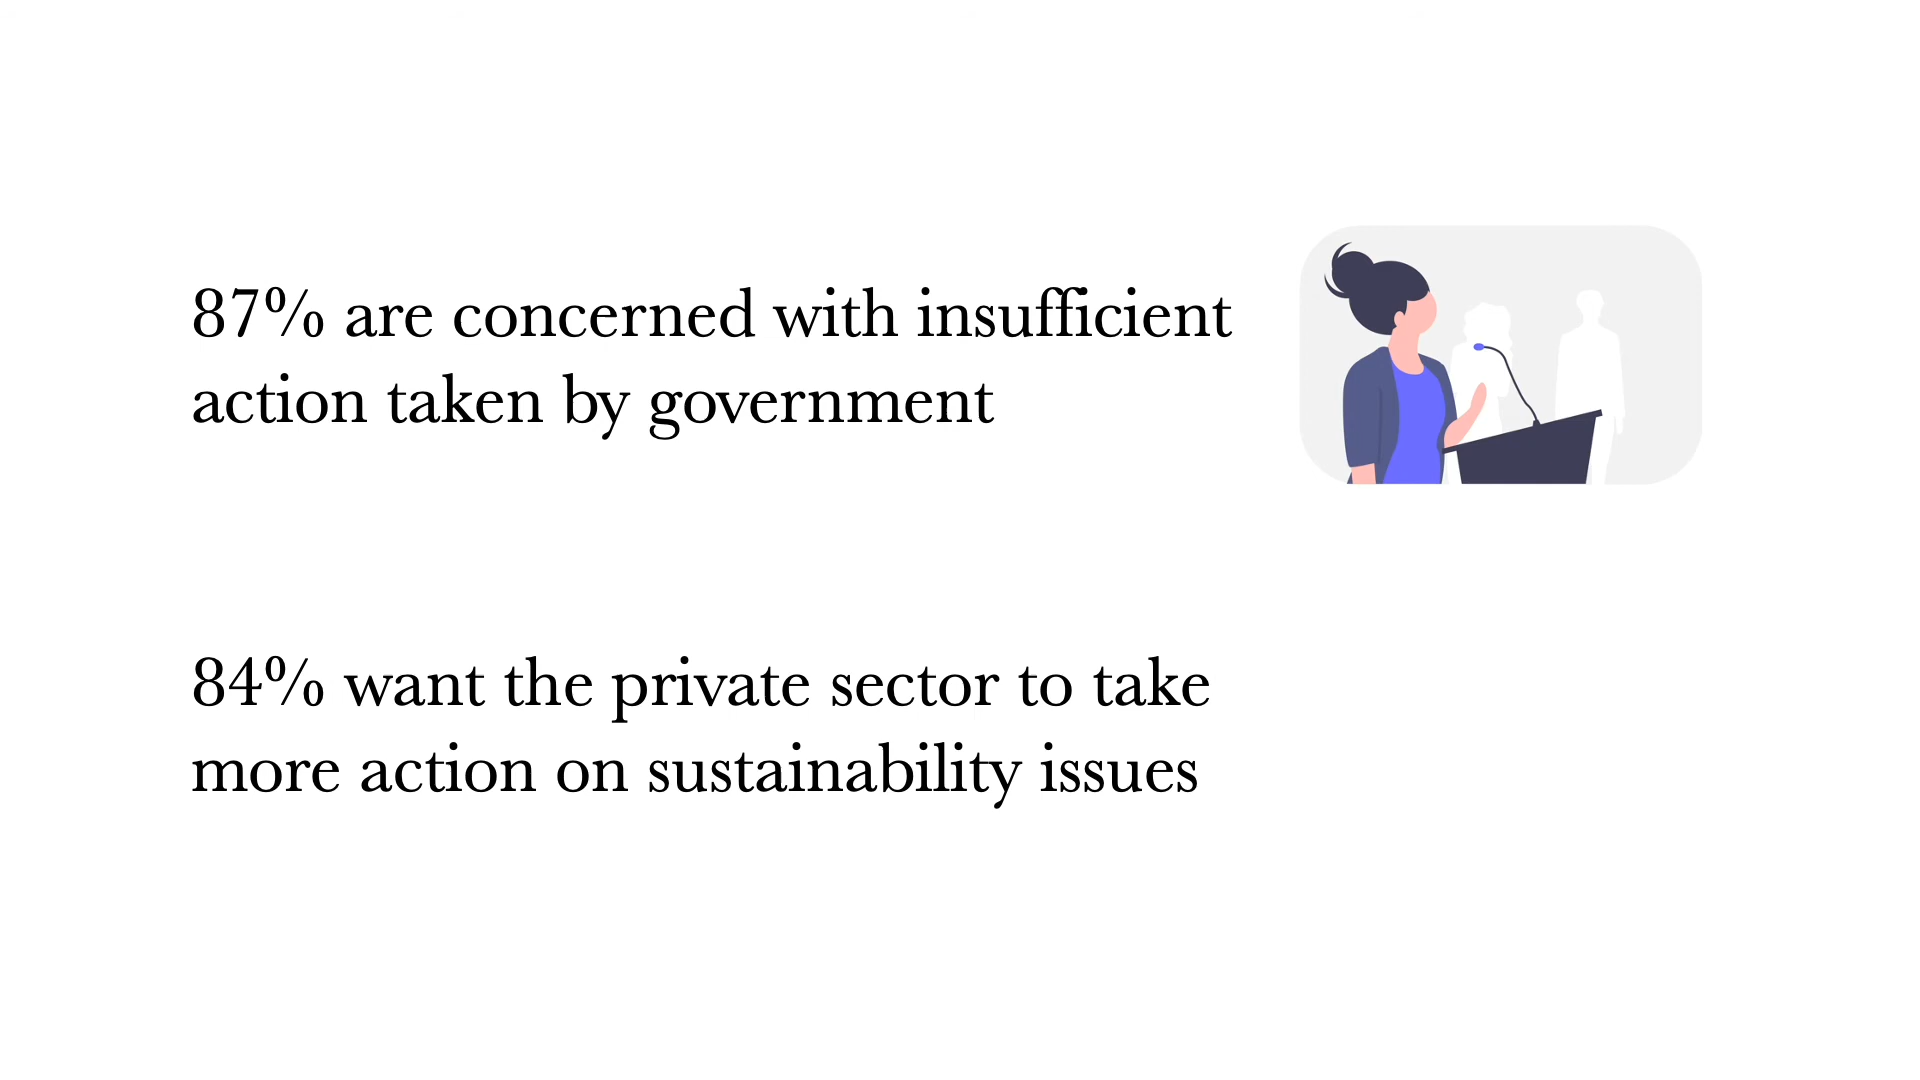 87% are concerned with insufficient
action taken by government
84% want the private sector to take
more action on sustainability issues